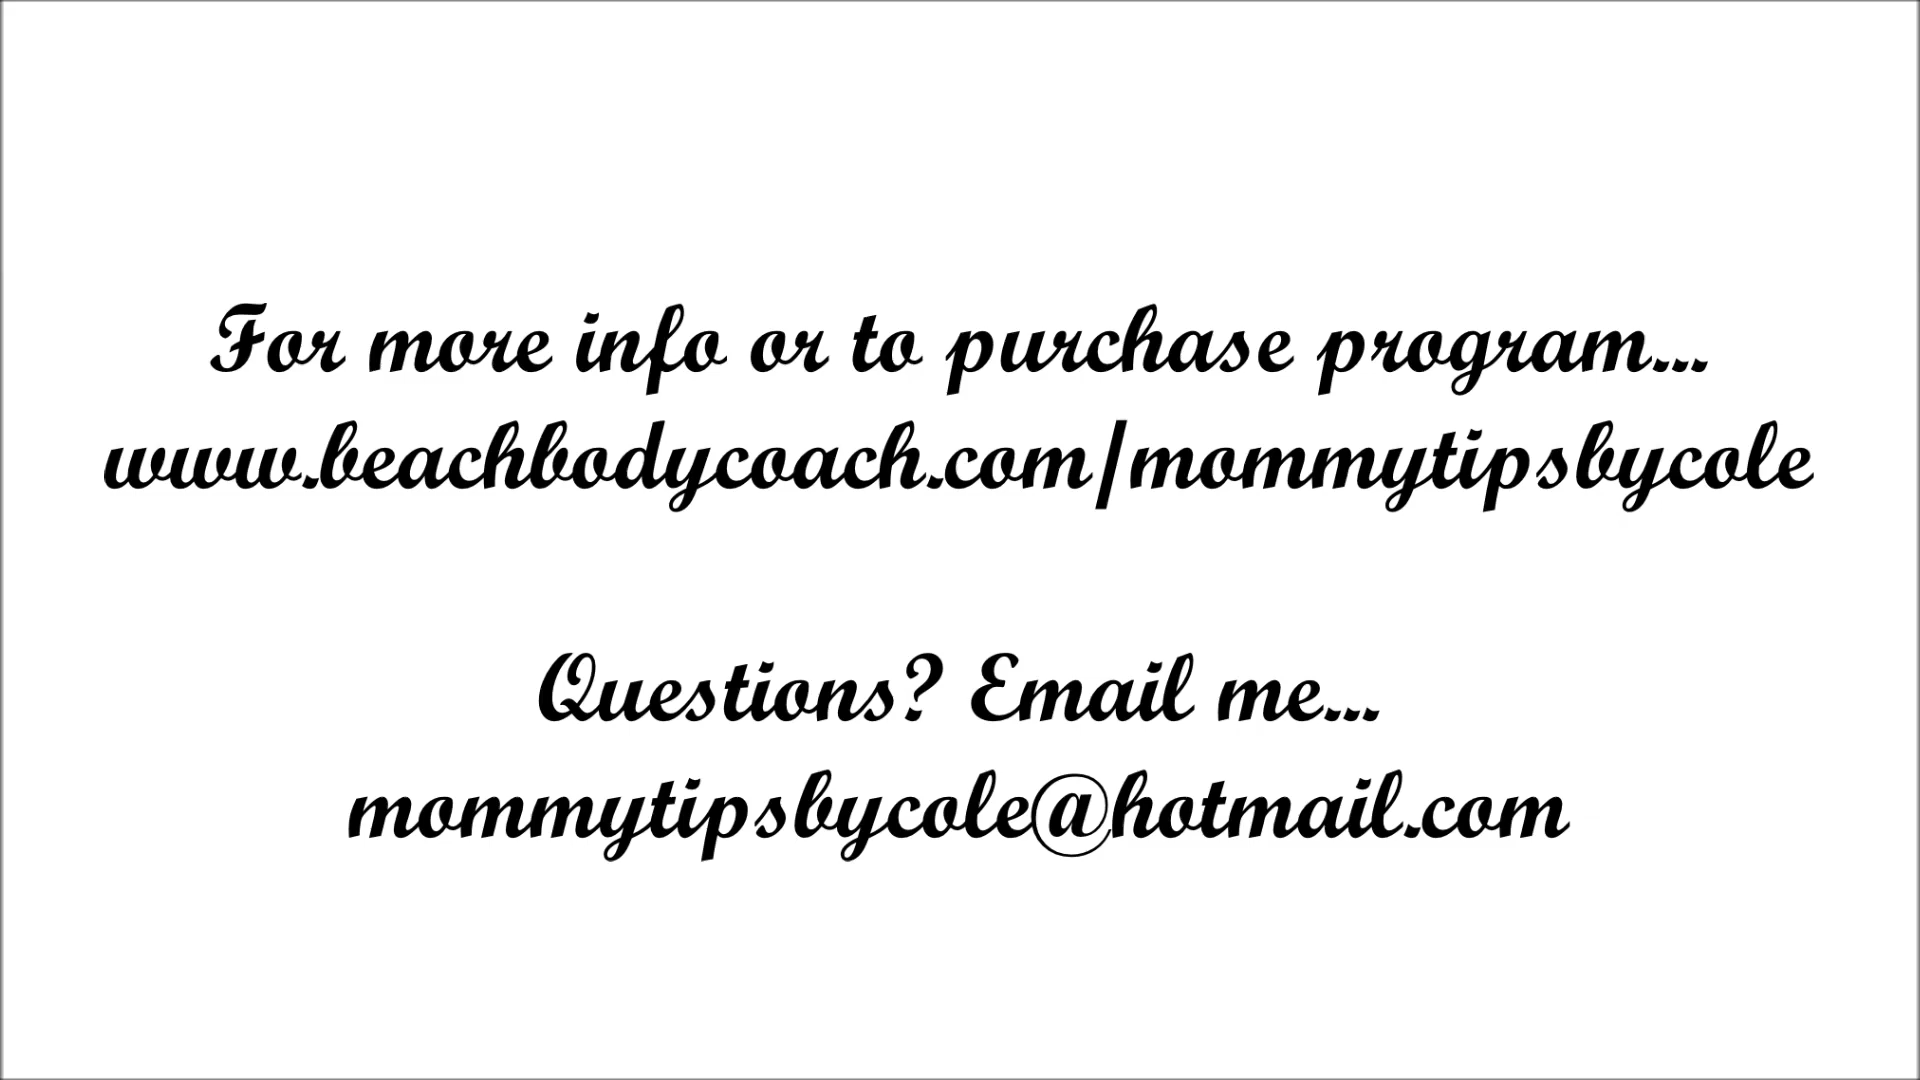 For more info or to purchase program...
www.beachbodycoach.com/mommytipsbycole
Questions? Email me...
mommytipsbycole@hotmail.com